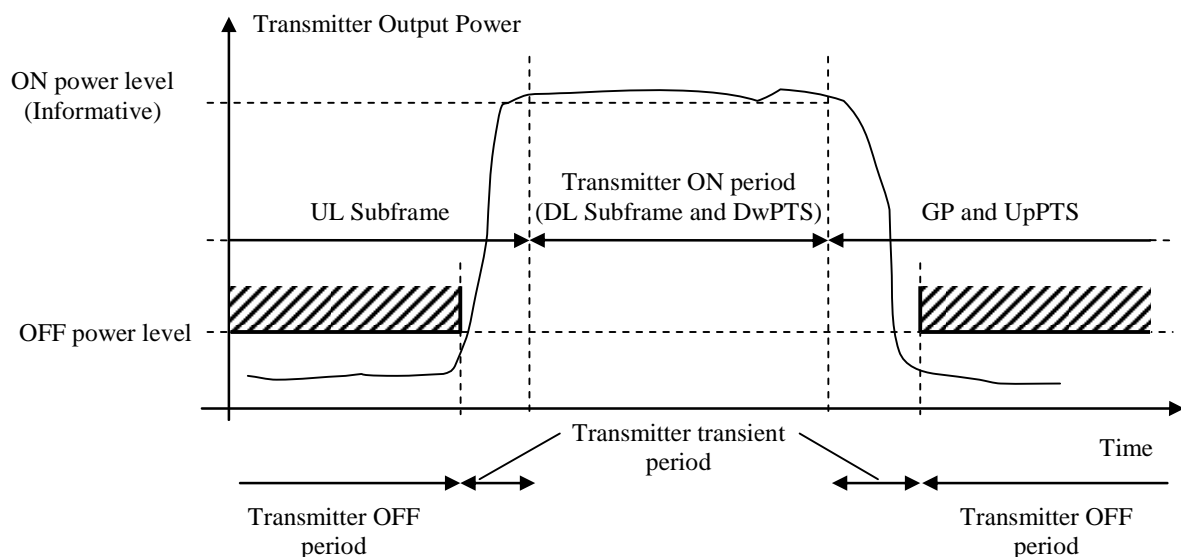 Transmitter Output Power
ON power level
(Informative)
Transmitter ON period
(DL Subframe and DwPTS)
UL Subframe
GP and UpPTS
OFF power level
Transmitter transient
period
Time
Transmitter OFF
period
Transmitter OFF
period